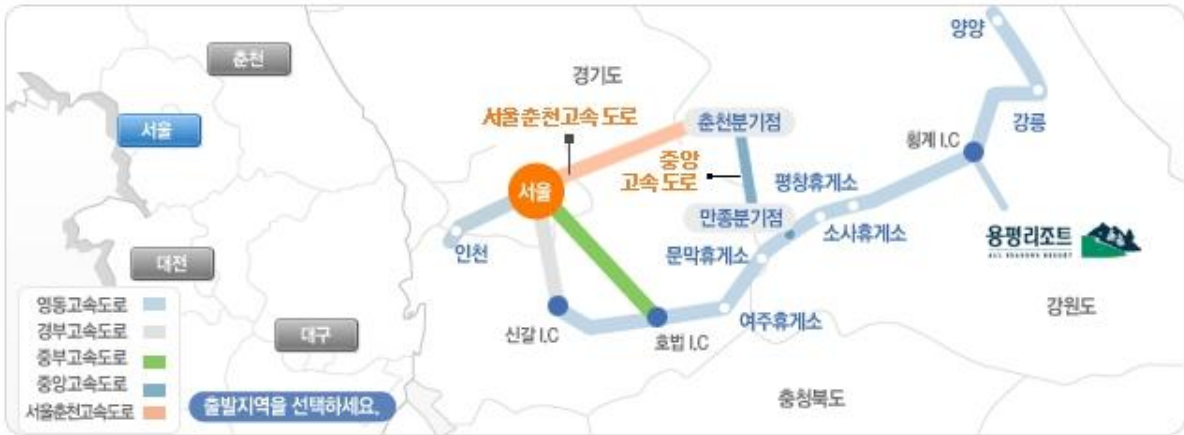 춘천
서울
대전
대구
영동고속도로
경부고속도로
중부고속도로
중앙고속도로
서울춘천고속도로
출발지역을 선택하세요.
양양
경기도
서울춘천고속 도로
춘천분기점
강릉
횡계 I.C
중앙
고속 도로
평창휴게소
서울
만종분기점
소사휴게소
인천
문막휴게소
용평리조트
ALL SEASONS RESORT
강원도
여주휴게소
신갈 I.C
호법 I.C
충청북도